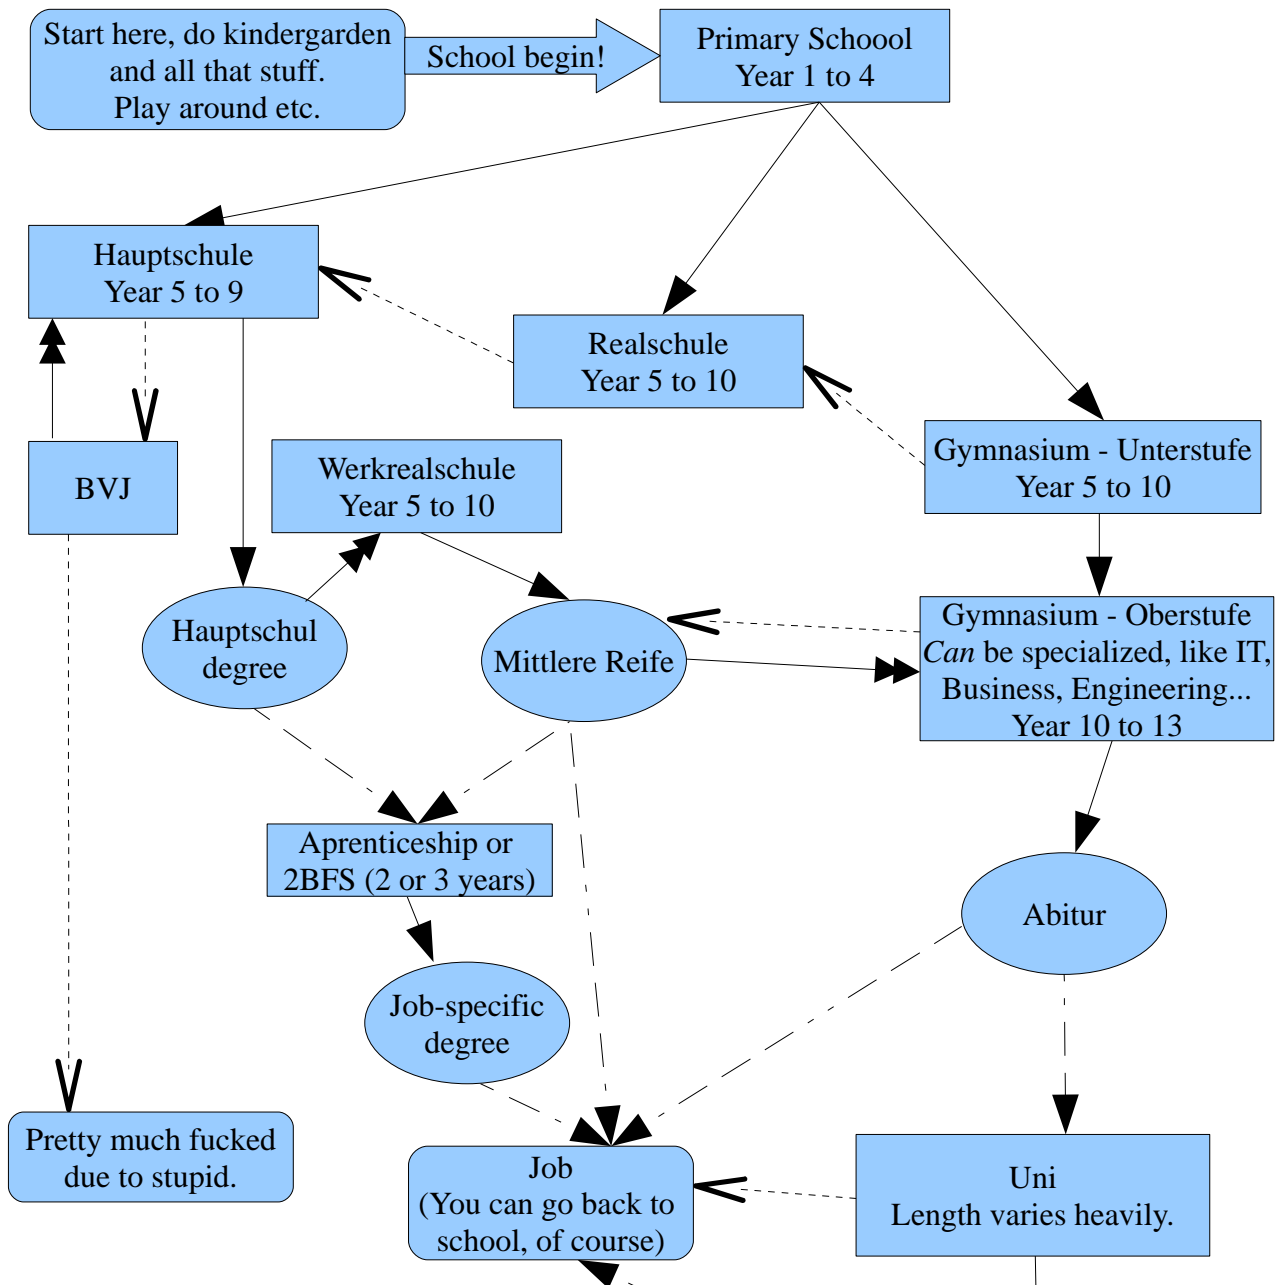 Start here, do kindergarden
and all that stuff.
Play around etc.
School begin!
Primary Schoool
Year 1 to 4
Hauptschule
Year 5 to 9
Realschule
Year 5 to 10
Gymnasium - Unterstufe
Year 5 to 10
BVJ
Werkrealschule
Year 5 to 10
Hauptschul
degree
Mittlere Reife
Gymnasium - Oberstufe
Can be specialized, like IT,
Business, Engineering...
Year 10 to 13
Aprenticeship or
2BFS (2 or 3 years)
Abitur
Job-specific
degree
Pretty much fucked
due to stupid.
Job
(You can go back to
school, of course)
Uni
Length varies heavily.